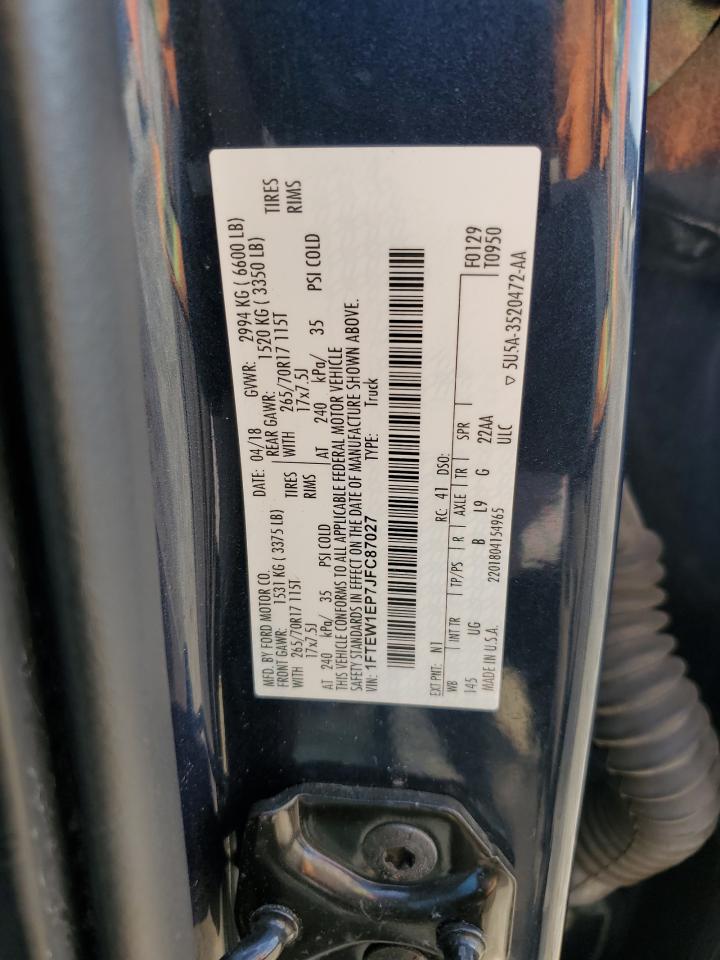 MFD. BY FORD MOTOR CO.
DATE: 04/18 GVWR: 2994 KG ( 6600 LB)
FRONT GAWR: 1531 KG ( 3375 LB) REAR GAWR: 1520 KG ( 3350 LB)
WITH 265/70R17 115T TIRES WITH 265/70R17 115T TIRES
17x7.5J RIMS 17x7.5J RIMS
AT 240 kPa/ 35 PSI COLD AT 240 kPa/ 35 PSI COLD
THIS VEHICLE CONFORMS TO ALL APPLICABLE FEDERAL MOTOR VEHICLE
SAFETY STANDARDS IN EFFECT ON THE DATE OF MANUFACTURE SHOWN ABOVE.
VIN: 1FTEW1EP7JFC87027 TYPE: Truck
EXT PNT: N1 RC: 41 DSO: F0129
WB INT TR TP/PS R AXLE TR SPR T0950
145 UG B L9 G 22AA
MADE IN U.S.A. 2201804154965 ULC ▽ 5U5A-3520472-AA